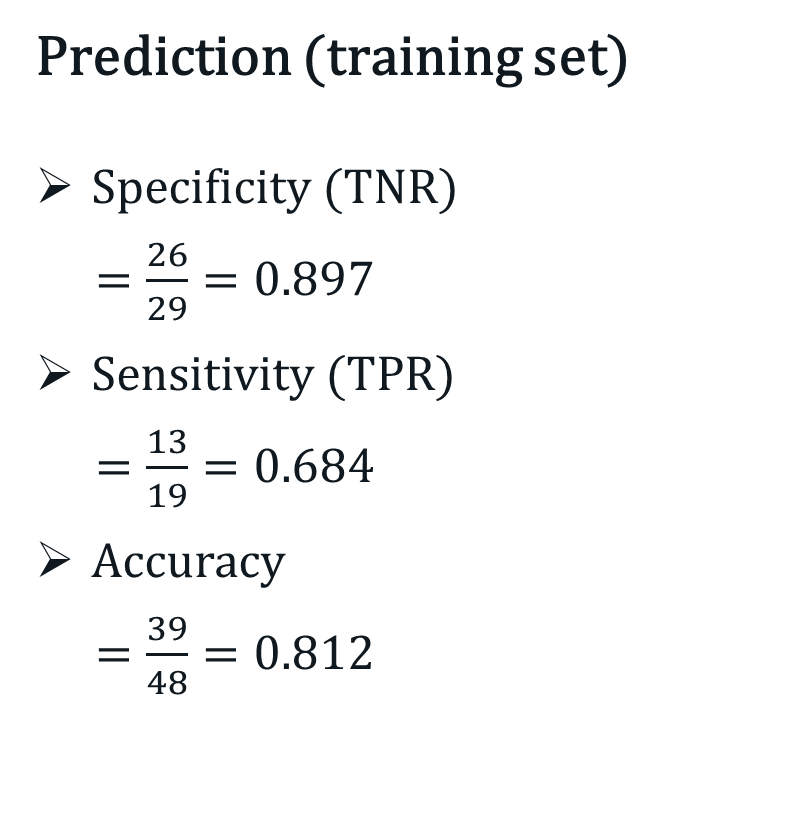 Prediction (training set)
➢ Specificity (TNR)
= 26/29 = 0.897
➢ Sensitivity (TPR)
= 13/19 = 0.684
➢ Accuracy
= 39/48 = 0.812